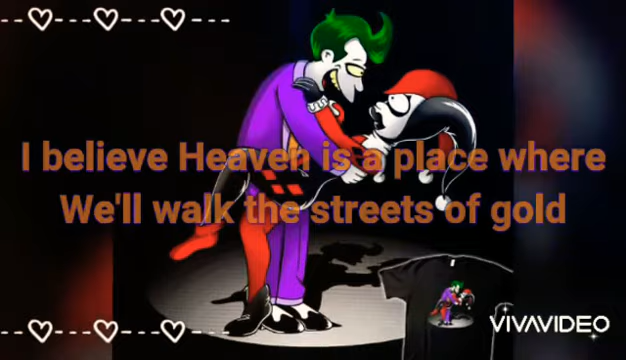 I believe Heaven is a place where
We'll walk the streets of gold
VIVAVIDEO